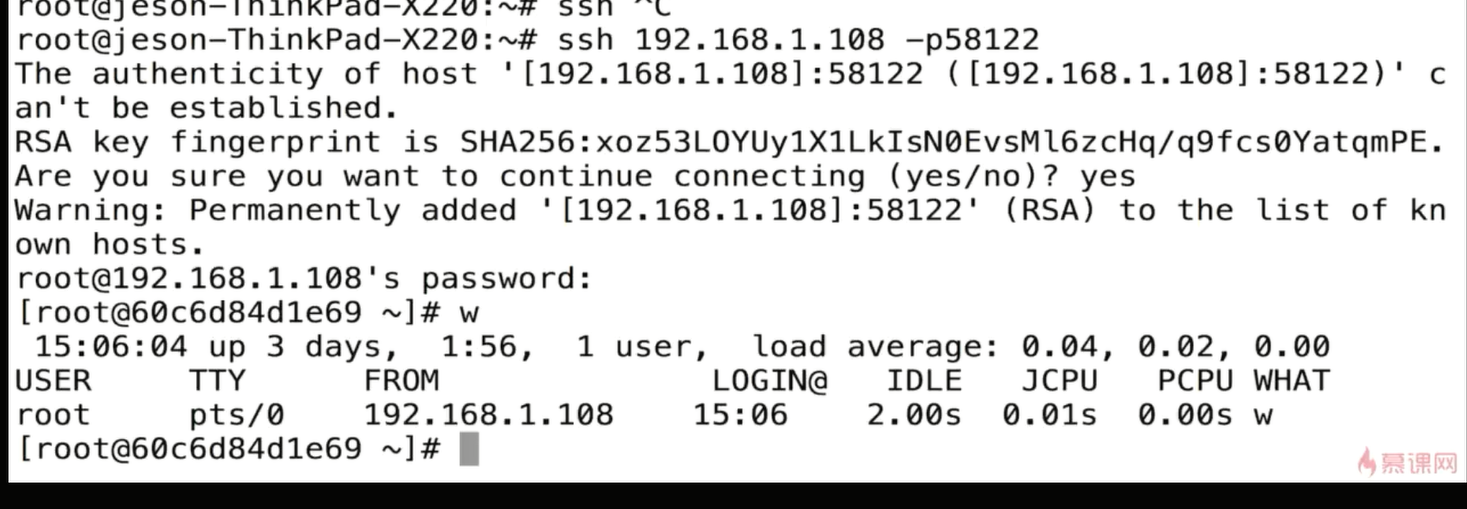 root@jeson-ThinkPad-X220:~# ssh ^C
root@jeson-ThinkPad-X220:~# ssh 192.168.1.108 -p58122
The authenticity of host '[192.168.1.108]:58122 ([192.168.1.108]:58122)' c
an't be established.
RSA key fingerprint is SHA256:xoz53LOYUy1X1LkIsN0EvsMl6zcHq/q9fcs0YatqmPE.
Are you sure you want to continue connecting (yes/no)? yes
Warning: Permanently added '[192.168.1.108]:58122' (RSA) to the list of kn
own hosts.
root@192.168.1.108's password:
[root@60c6d84d1e69 ~]# w
 15:06:04 up 3 days,  1:56,  1 user,  load average: 0.04, 0.02, 0.00
USER     TTY      FROM              LOGIN@   IDLE   JCPU   PCPU WHAT
root     pts/0    192.168.1.108    15:06    2.00s  0.01s  0.00s w
[root@60c6d84d1e69 ~]#
慕课网